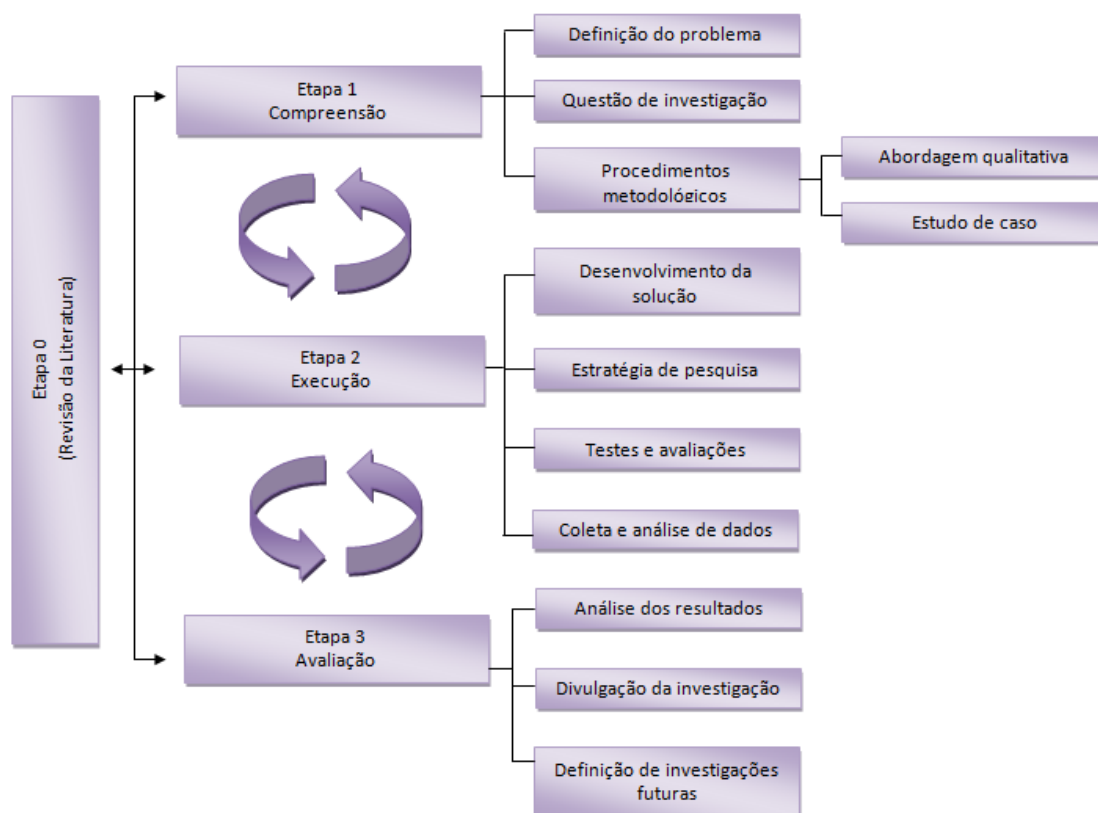 Etapa 0
(Revisão da Literatura)
Etapa 1
Compreensão
Definição do problema
Questão de investigação
Procedimentos
metodológicos
Abordagem qualitativa
Estudo de caso
Etapa 2
Execução
Desenvolvimento da
solução
Estratégia de pesquisa
Testes e avaliações
Coleta e análise de dados
Etapa 3
Avaliação
Análise dos resultados
Divulgação da investigação
Definição de investigações
futuras